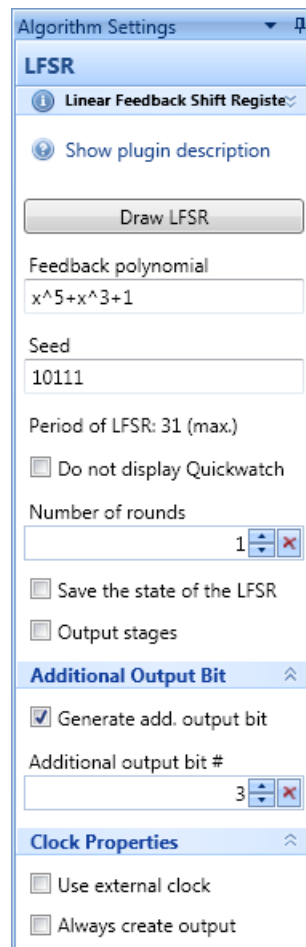 Algorithm Settings
LFSR
Linear Feedback Shift Registe
Show plugin description
Draw LFSR
Feedback polynomial
x^5+x^3+1
Seed
10111
Period of LFSR: 31 (max.)
Do not display Quickwatch
Number of rounds
1
Save the state of the LFSR
Output stages
Additional Output Bit
Generate add. output bit
Additional output bit #
3
Clock Properties
Use external clock
Always create output